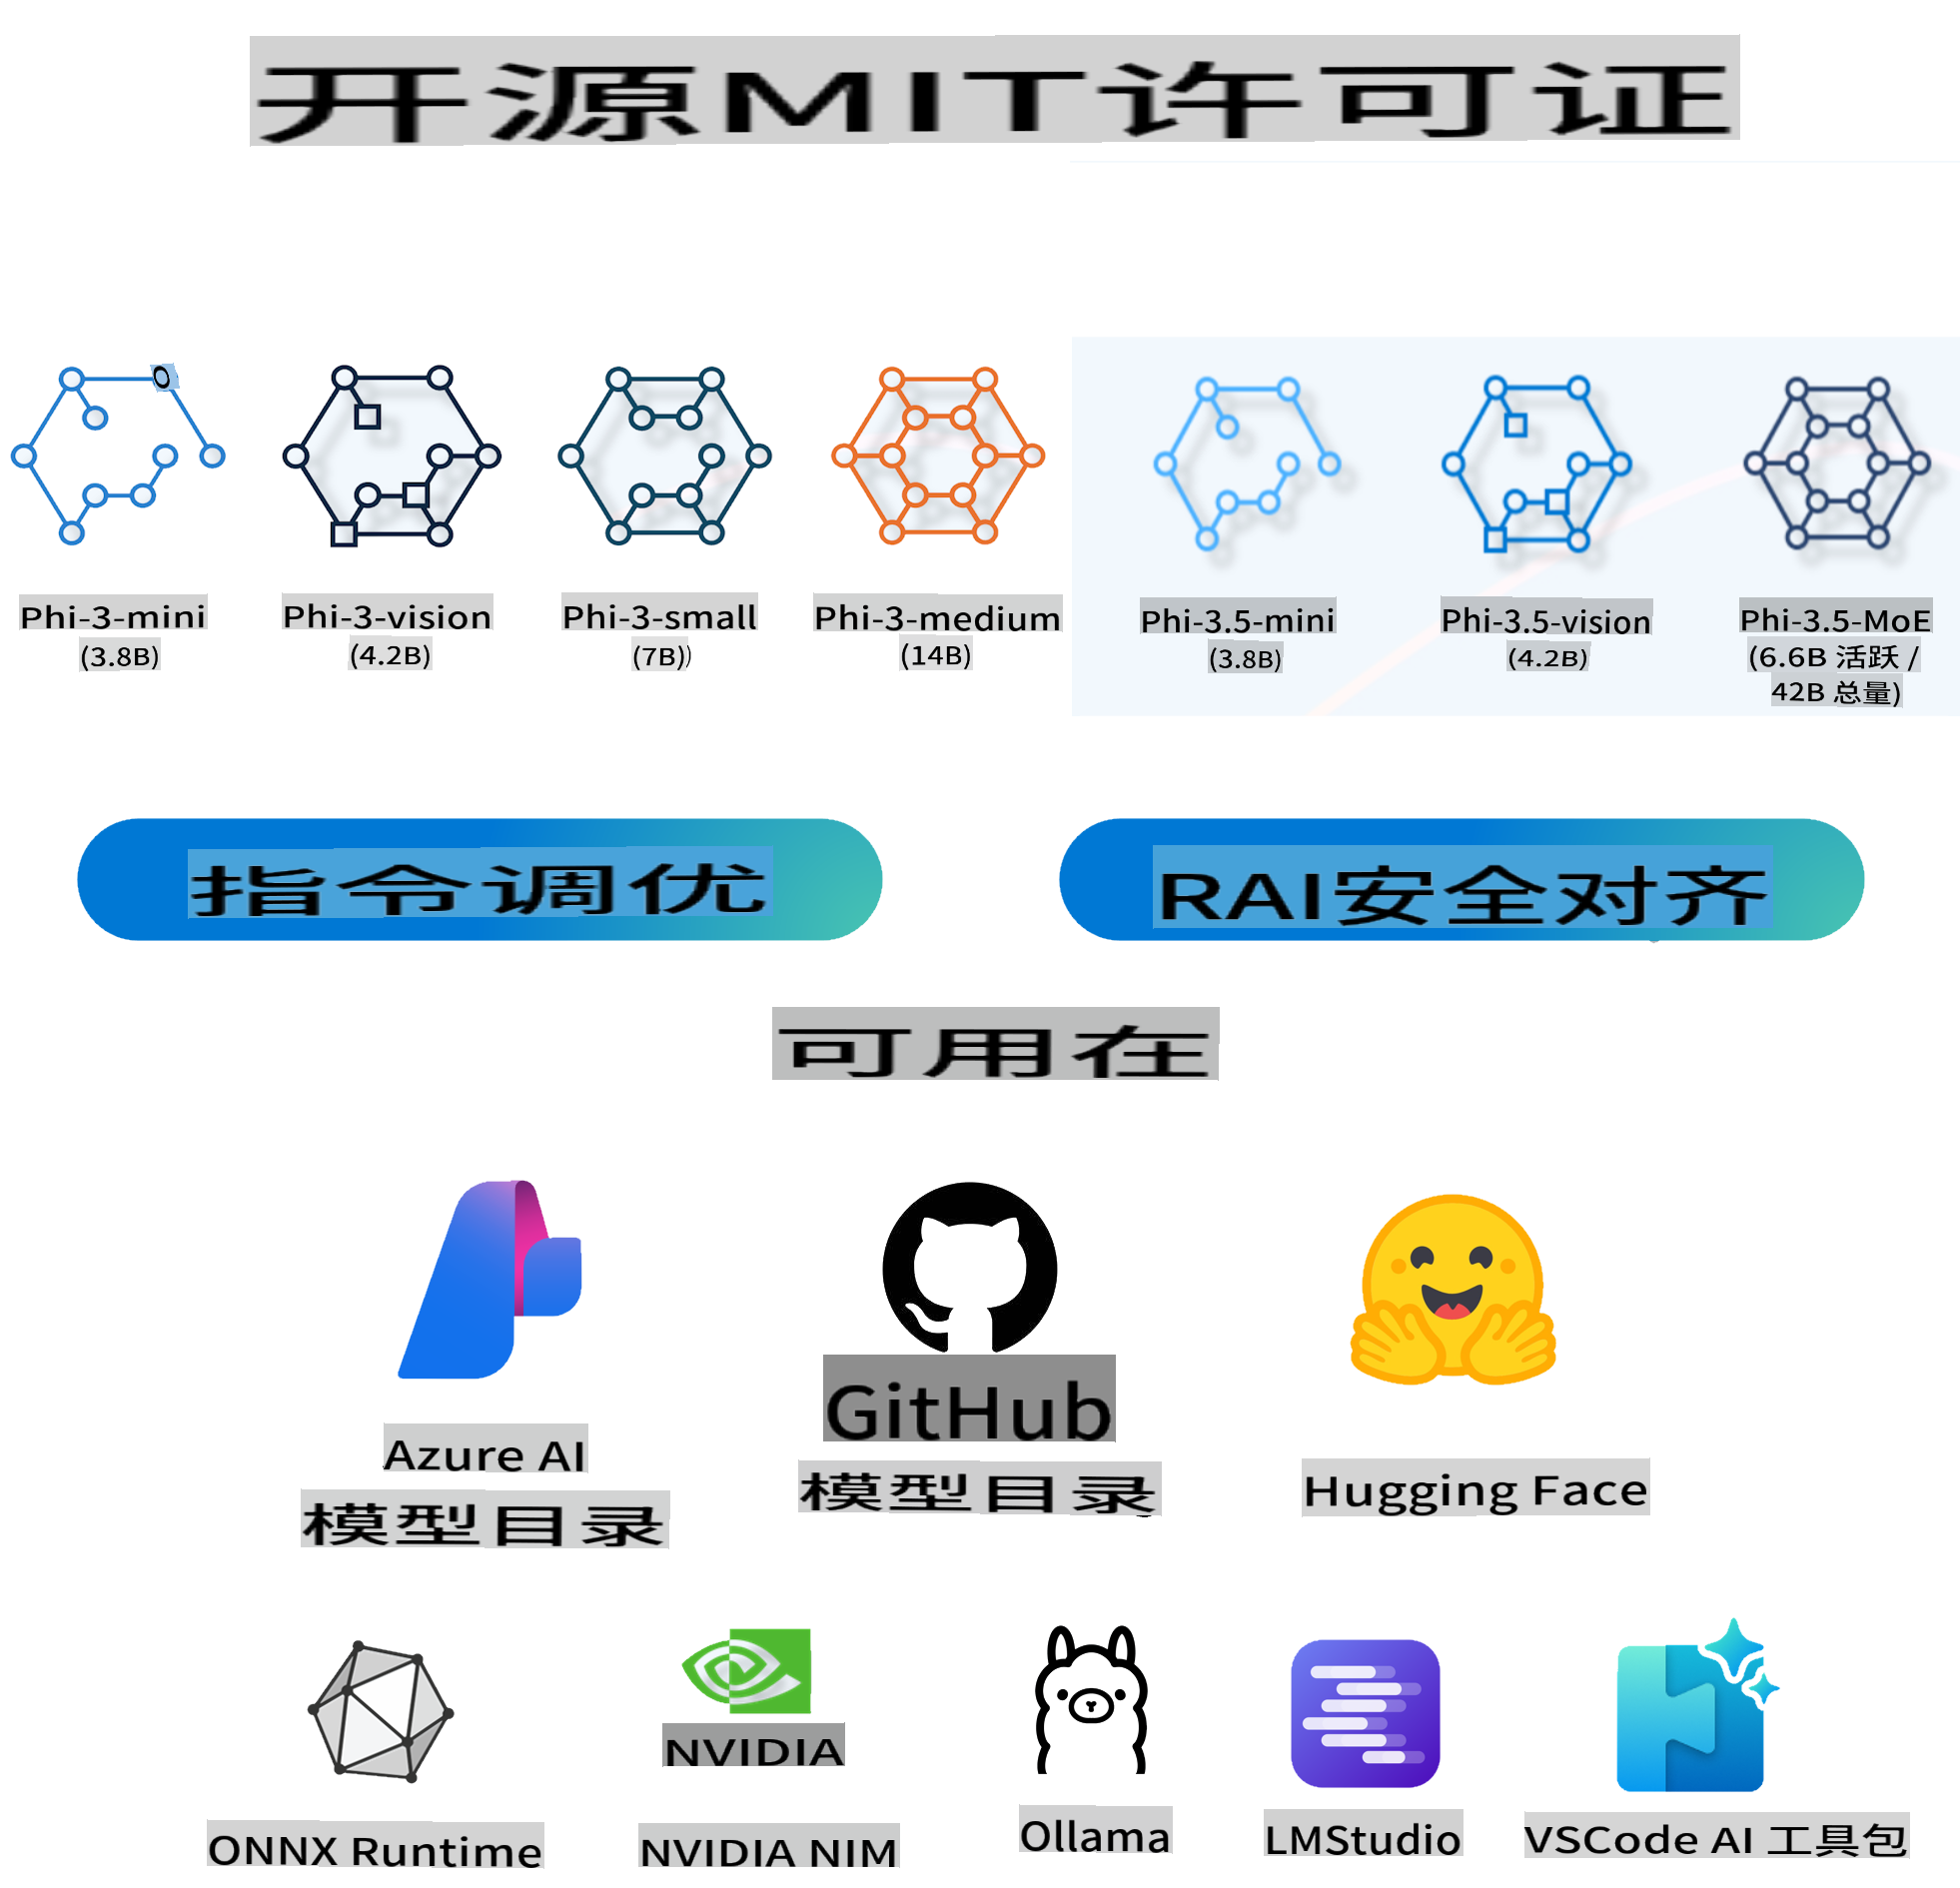 开源MIT许可证
Phi-3-mini
(3.8B)
Phi-3-vision
(4.2B)
Phi-3-small
(7B))
Phi-3-medium
(14B)
Phi-3.5-mini
(3.8B)
Phi-3.5-vision
(4.2B)
Phi-3.5-MoE
(6.6B 活跃 /
42B 总量)
指令调优
RAI安全对齐
可用在
Azure AI
模型目录
GitHub
模型目录
Hugging Face
ONNX Runtime
NVIDIA
NVIDIA NIM
Ollama
LMStudio
VSCode AI 工具包